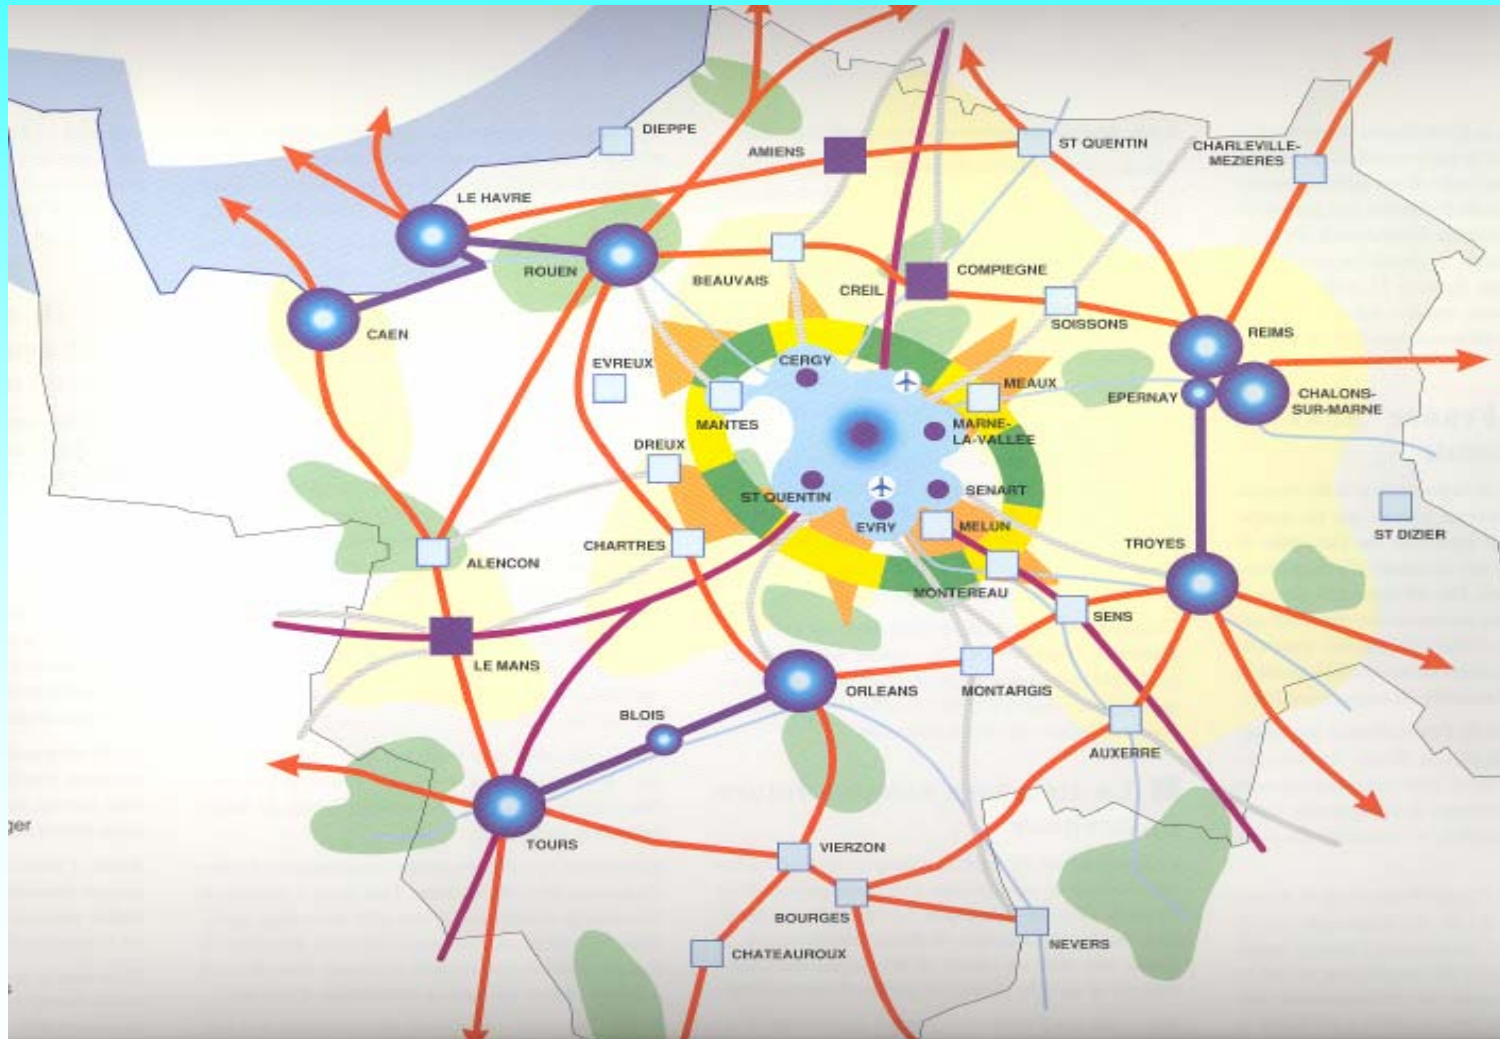 DIEPPE
ST QUENTIN
AMIENS
CHARLEVILLE-
MEZIERES
LE HAVRE
ROUEN
BEAUVAIS
CREIL
COMPIEGNE
SOISSONS
REIMS
CAEN
EVREUX
CERGY
MEAUX
EPERNAY
CHALONS-
SUR-MARNE
MANTES
MARNE-
LA-VALLEE
DREUX
ST QUENTIN
SENART
EVRY
MELUN
ST DIZIER
CHARTRES
TROYES
ALENCON
MONTEREAU
SENS
LE MANS
ORLEANS
MONTARGIS
BLOIS
AUXERRE
ger
TOURS
VIERZON
BOURGES
NEVERS
CHATEAUROUX